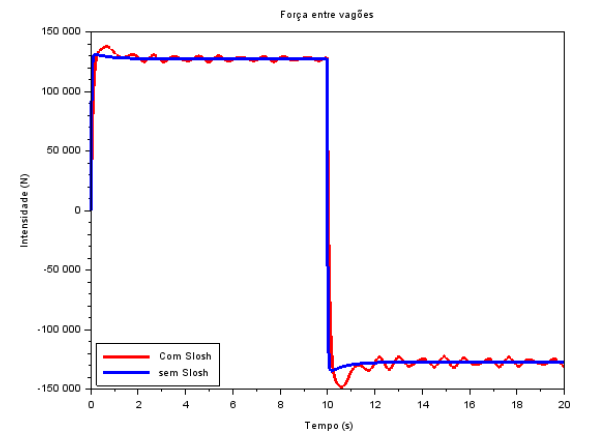 Força entre vagões
150 000
100 000
50 000
0
-50 000
-100 000
-150 000
Intensidade (N)
Com Slosh
sem Slosh
0 2 4 6 8 10 12 14 16 18 20
Tempo (s)